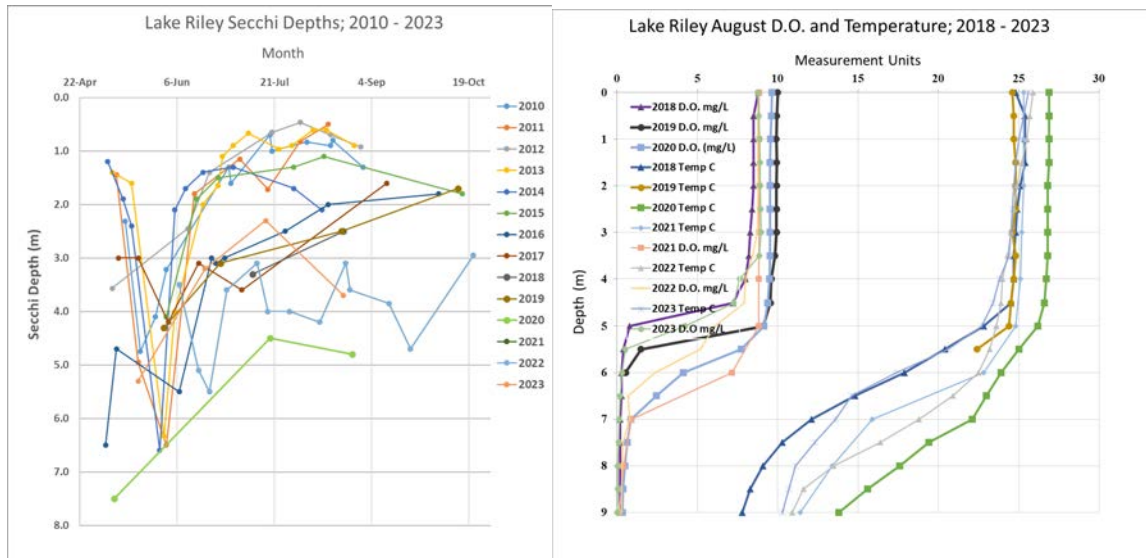 Lake Riley Secchi Depths; 2010 - 2023
Month
22-Apr 6-Jun 21-Jul 4-Sep 19-Oct
Secchi Depth (m)
0.0
1.0
2.0
3.0
4.0
5.0
6.0
7.0
8.0
2010
2011
2012
2013
2014
2015
2016
2017
2018
2019
2020
2021
2022
2023
Lake Riley August D.O. and Temperature; 2018 - 2023
Measurement Units
0 5 10 15 20 25 30
Depth (m)
0
1
2
3
4
5
6
7
8
9
2018 D.O. mg/L
2019 D.O. mg/L
2020 D.O. (mg/L)
2018 Temp C
2019 Temp C
2020 Temp C
2021 Temp C
2021 D.O. mg/L
2022 Temp C
2022 D.O. mg/L
2023 Temp C
2023 D.O mg/L